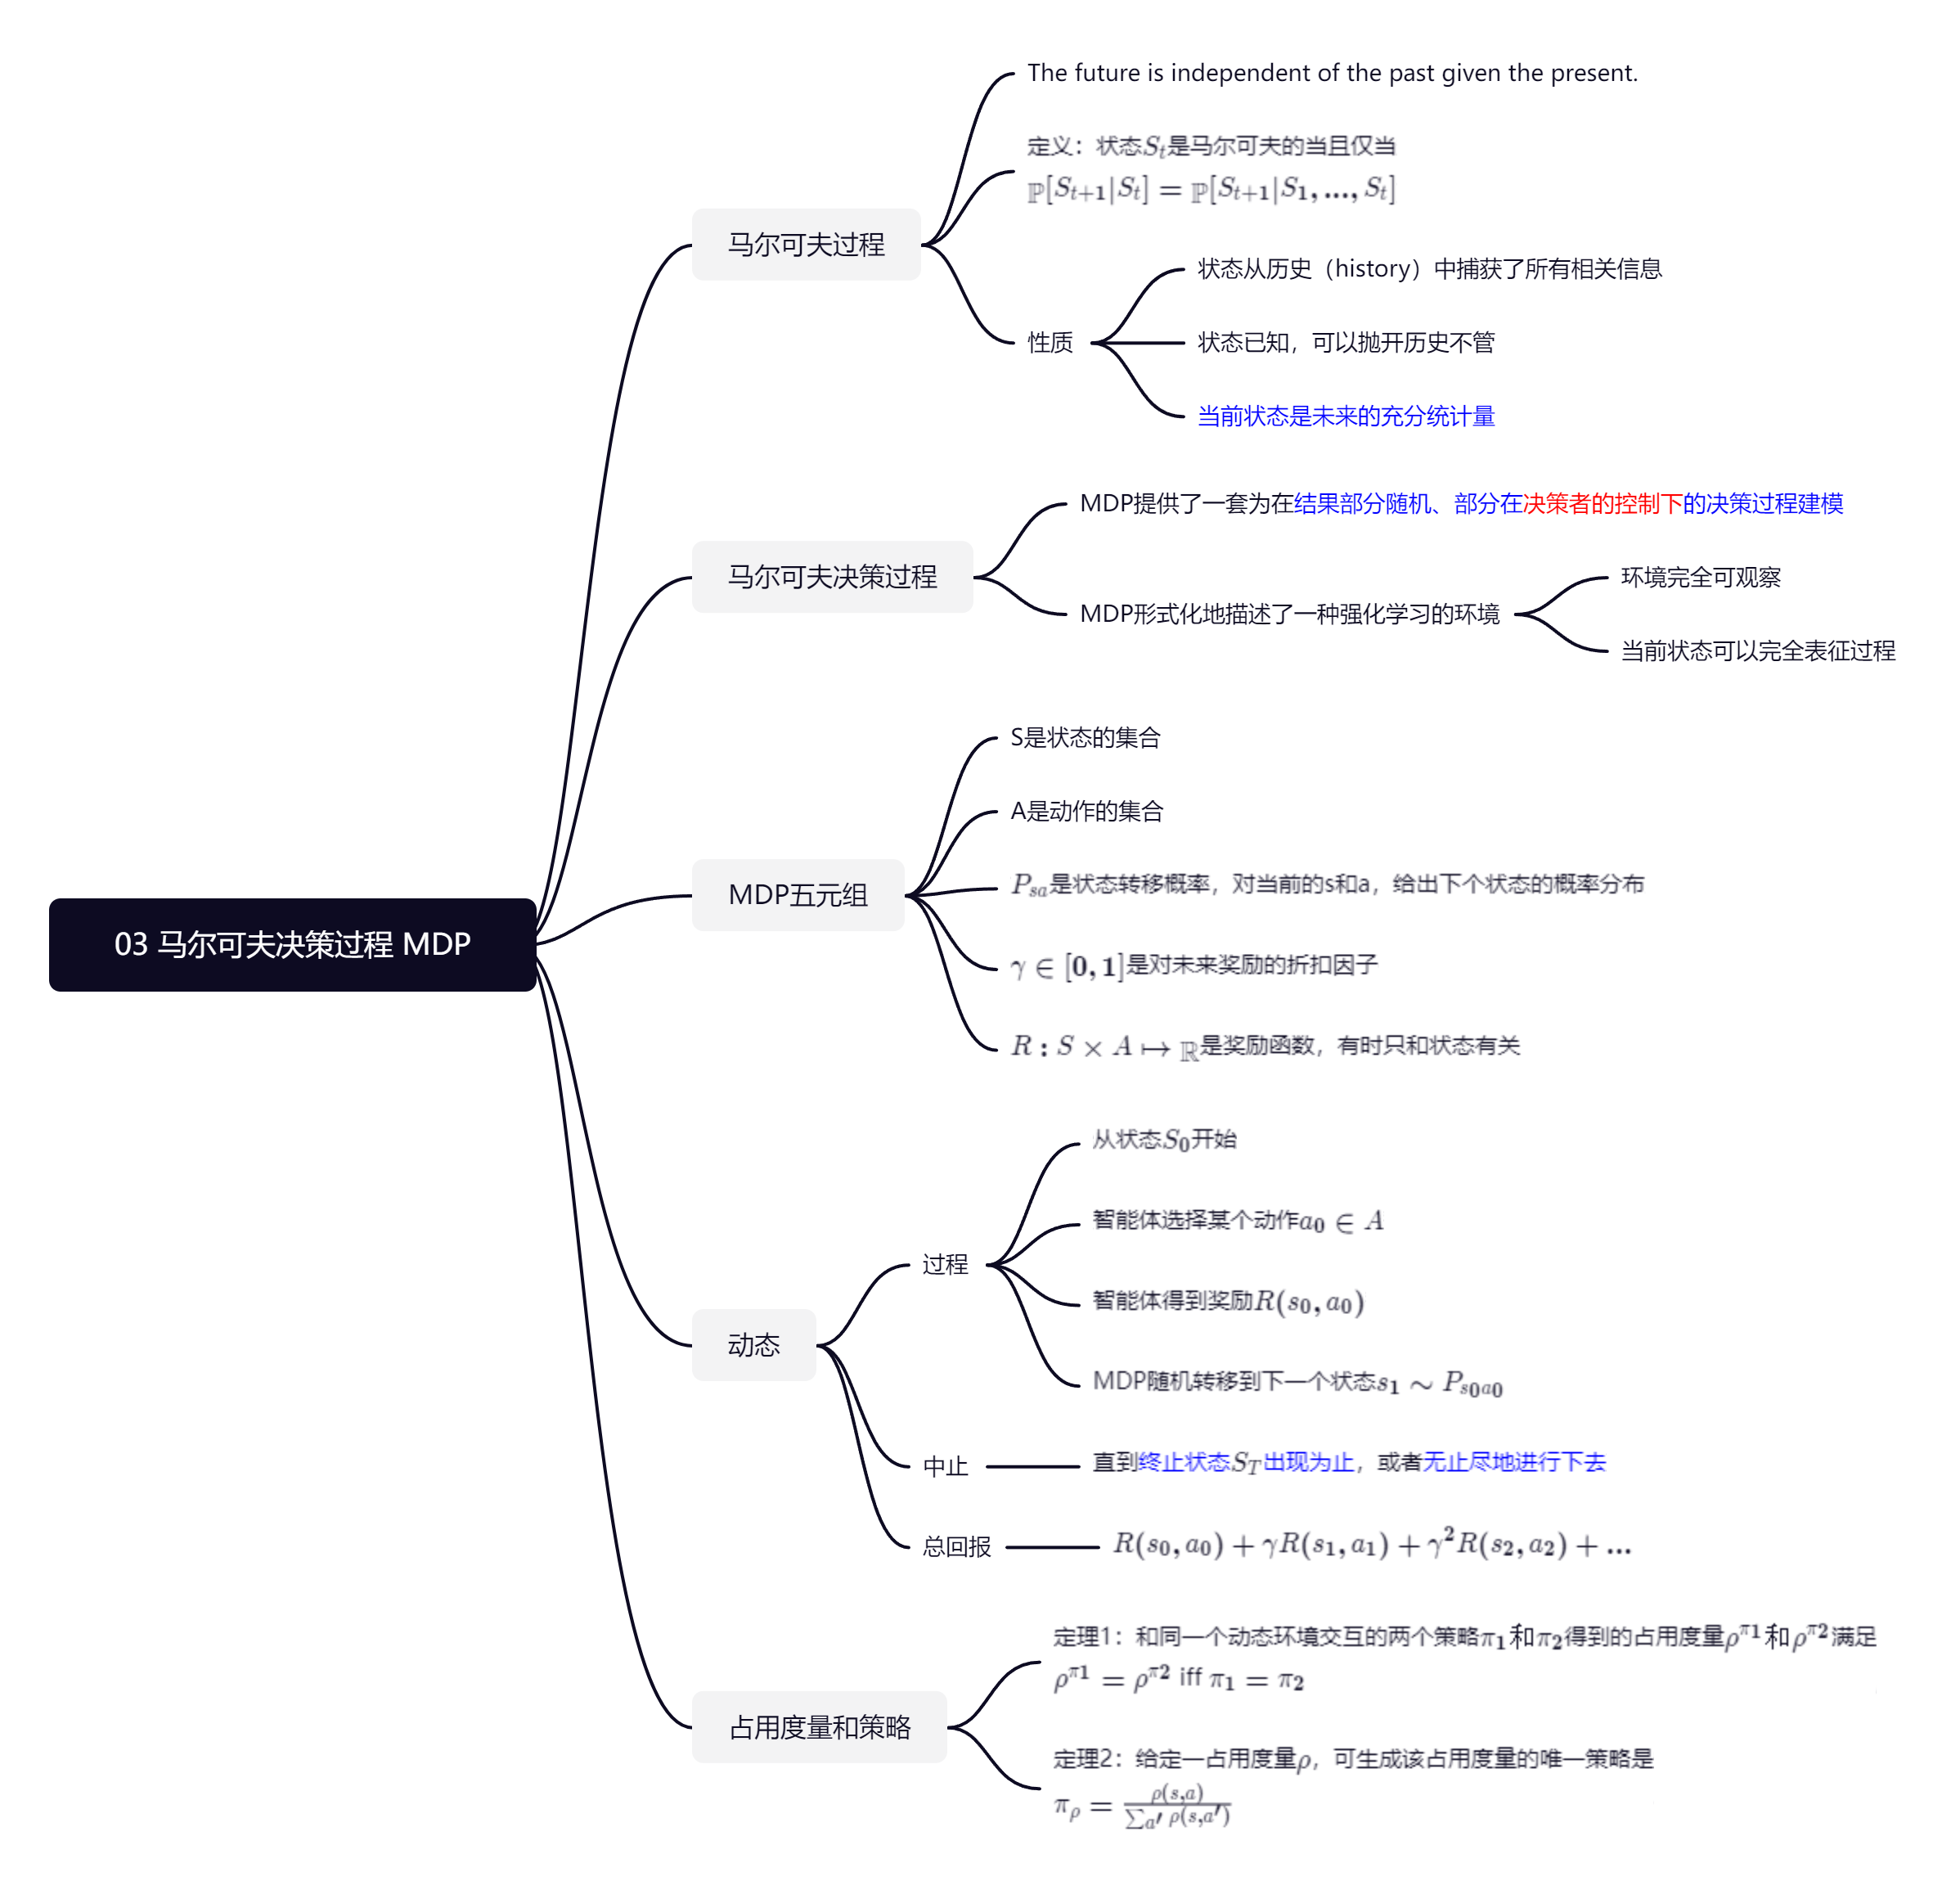 03 马尔可夫决策过程 MDP
马尔可夫过程
The future is independent of the past given the present.
定义：状态$S_t$是马尔可夫的当且仅当
$\mathbb{P}[S_{t+1}|S_t] = \mathbb{P}[S_{t+1}|S_1, ..., S_t]$
性质
状态从历史（history）中捕获了所有相关信息
状态已知，可以抛开历史不管
当前状态是未来的充分统计量
马尔可夫决策过程
MDP提供了一套为在结果部分随机、部分在决策者的控制下的决策过程建模
MDP形式化地描述了一种强化学习的环境
环境完全可观察
当前状态可以完全表征过程
MDP五元组
S是状态的集合
A是动作的集合
$P_{sa}$是状态转移概率，对当前的s和a，给出下个状态的概率分布
$\gamma \in [0, 1]$是对未来奖励的折扣因子
$R : S \times A \mapsto \mathbb{R}$是奖励函数，有时只和状态有关
动态
过程
从状态$S_0$开始
智能体选择某个动作$a_0 \in A$
智能体得到奖励$R(s_0, a_0)$
MDP随机转移到下一个状态$s_1 \sim P_{s_0 a_0}$
中止
直到终止状态$S_T$出现为止，或者无止尽地进行下去
总回报
$R(s_0, a_0) + \gamma R(s_1, a_1) + \gamma^2 R(s_2, a_2) + ...$
占用度量和策略
定理1：和同一个动态环境交互的两个策略$\pi_1$和$\pi_2$得到的占用度量$\rho^{\pi 1}$和$\rho^{\pi 2}$满足
$\rho^{\pi 1} = \rho^{\pi 2}$ iff $\pi_1 = \pi_2$
定理2：给定一占用度量$\rho$，可生成该占用度量的唯一策略是
$\pi_\rho = \frac{\rho(s,a)}{\sum_{a'} \rho(s,a')}$